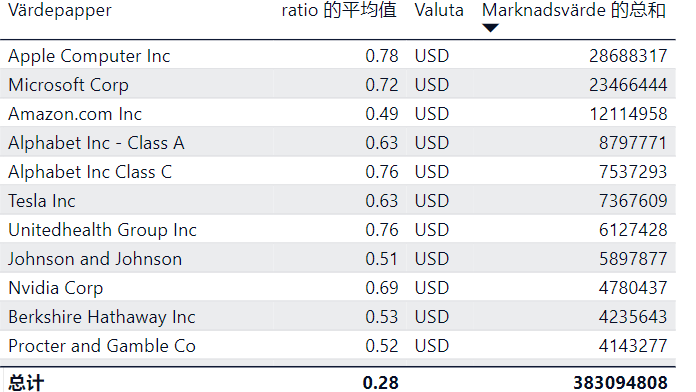 Värdepapper ratio 的平均值 Valuta Marknadsvärde 的总和
Apple Computer Inc 0.78 USD 28688317
Microsoft Corp 0.72 USD 23466444
Amazon.com Inc 0.49 USD 12114958
Alphabet Inc - Class A 0.63 USD 8797771
Alphabet Inc Class C 0.76 USD 7537293
Tesla Inc 0.63 USD 7367609
Unitedhealth Group Inc 0.76 USD 6127428
Johnson and Johnson 0.51 USD 5897877
Nvidia Corp 0.69 USD 4780437
Berkshire Hathaway Inc 0.53 USD 4235643
Procter and Gamble Co 0.52 USD 4143277
总计 0.28 383094808